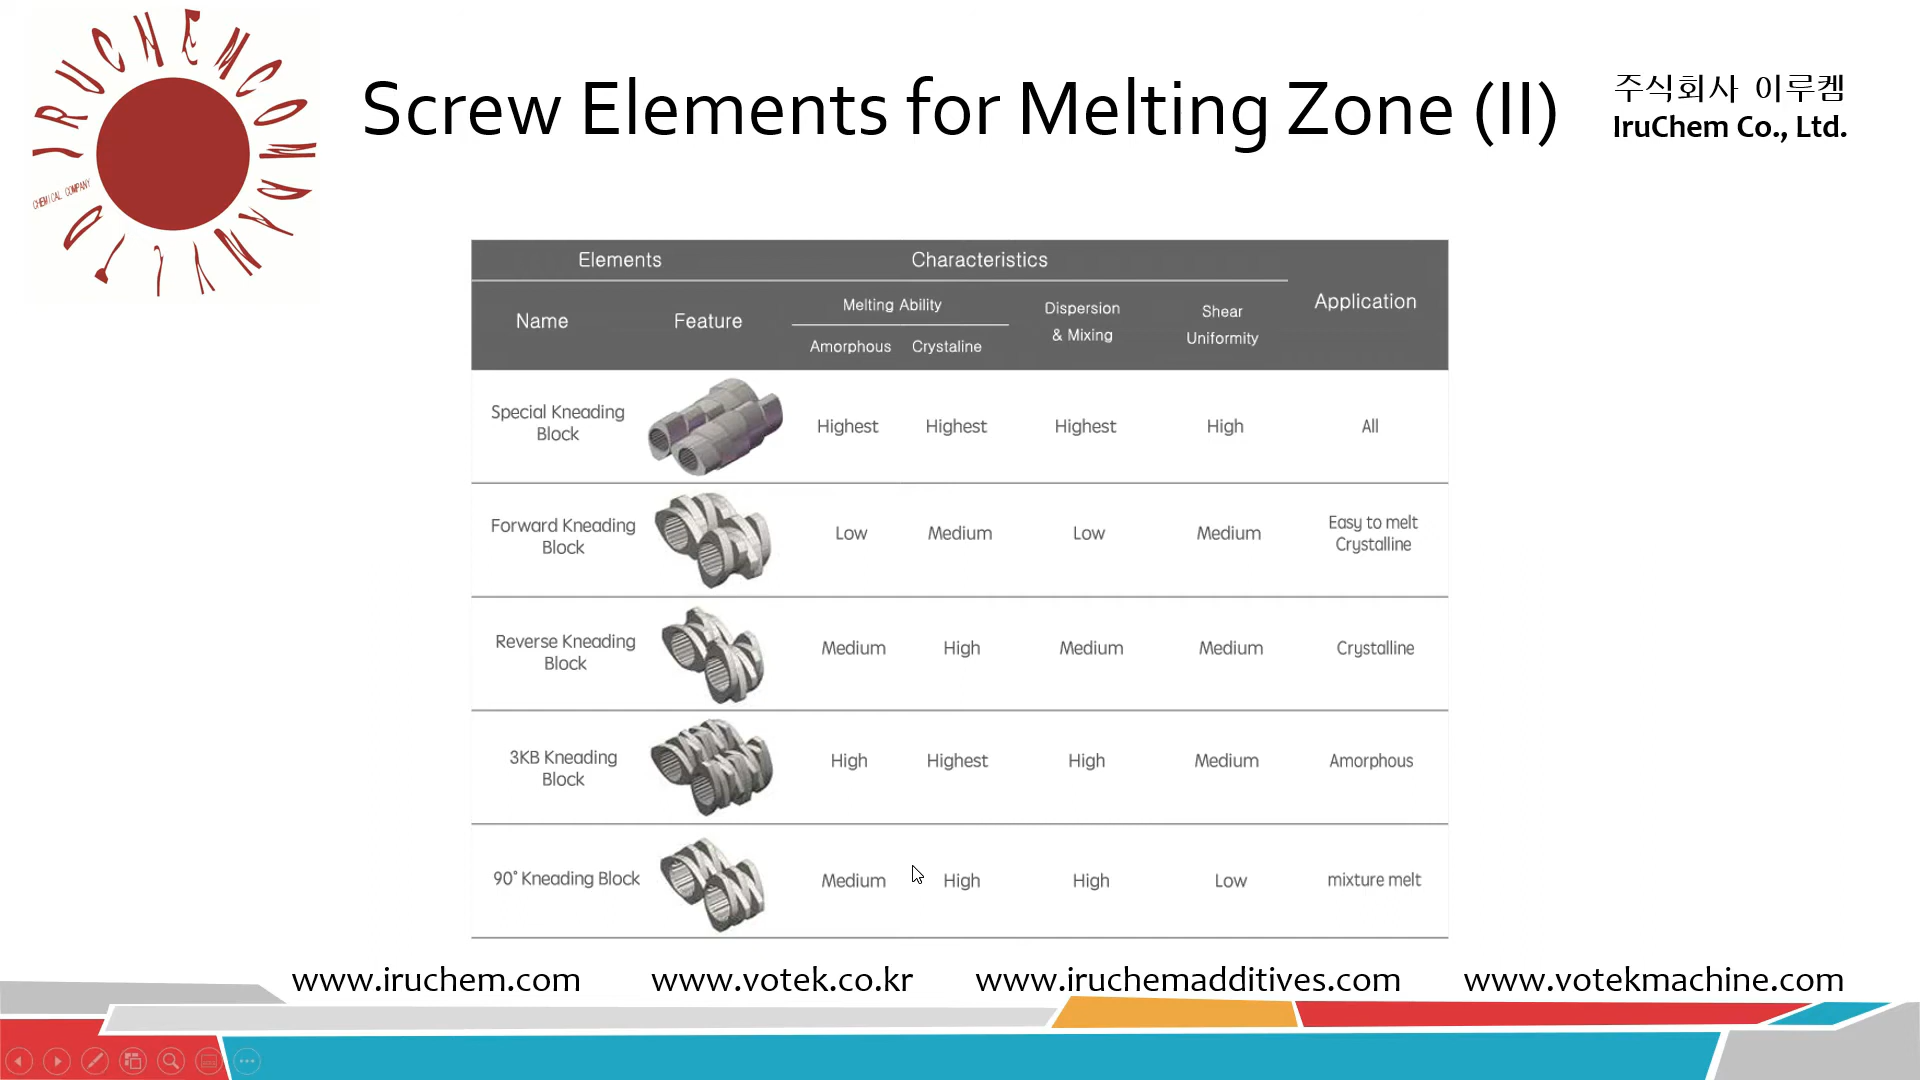 IRUCHEMCOMPANYLTD
CHEMICAL COMPANY
Screw Elements for Melting Zone (II)
주식회사 이루켐
IruChem Co., Ltd.
Elements Characteristics Application
Name Feature Melting Ability Dispersion & Mixing Shear Uniformity
Amorphous Crystaline
Special Kneading
Block
Highest Highest Highest High All
Forward Kneading
Block
Low Medium Low Medium Easy to melt
Crystalline
Reverse Kneading
Block
Medium High Medium Medium Crystalline
3KB Kneading
Block
High Highest High Medium Amorphous
90° Kneading Block Medium High High Low mixture melt
www.iruchem.com www.votek.co.kr www.iruchemadditives.com www.votekmachine.com